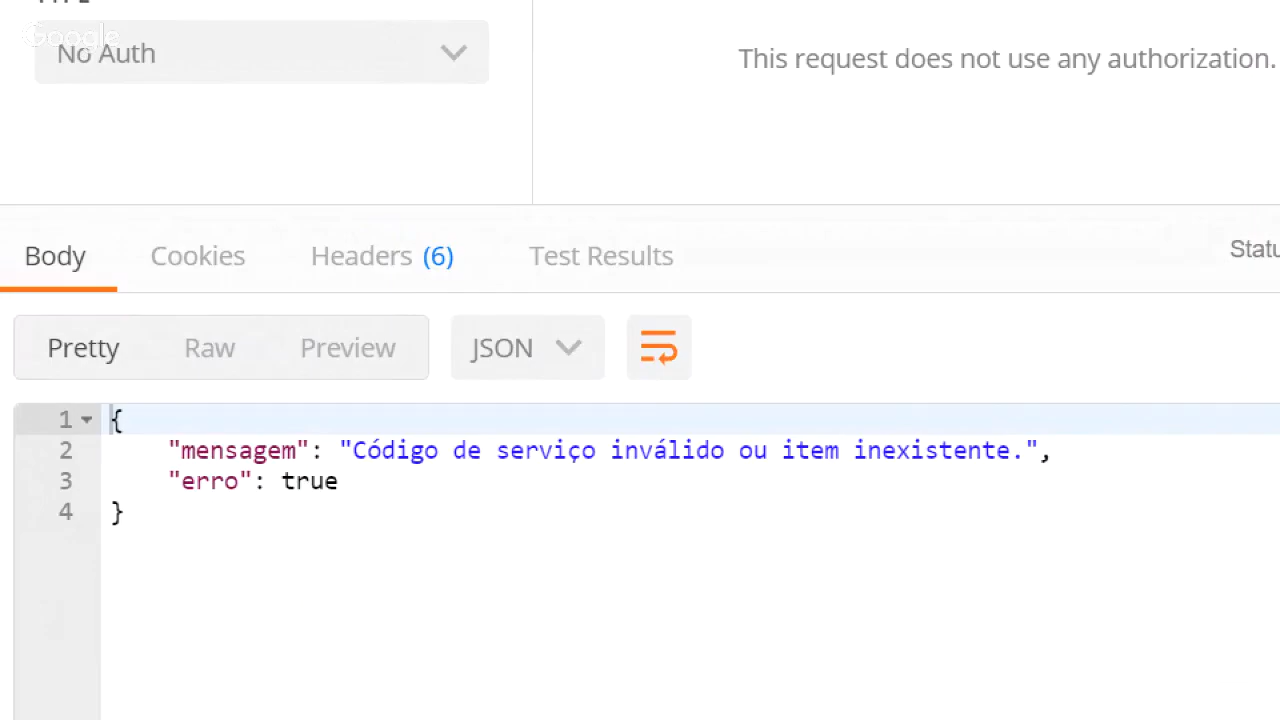 Google
No Auth
This request does not use any authorization.
Body
Cookies
Headers (6)
Test Results
Pretty
Raw
Preview
JSON
1 {
2 "mensagem": "Código de serviço inválido ou item inexistente.",
3 "erro": true
4 }